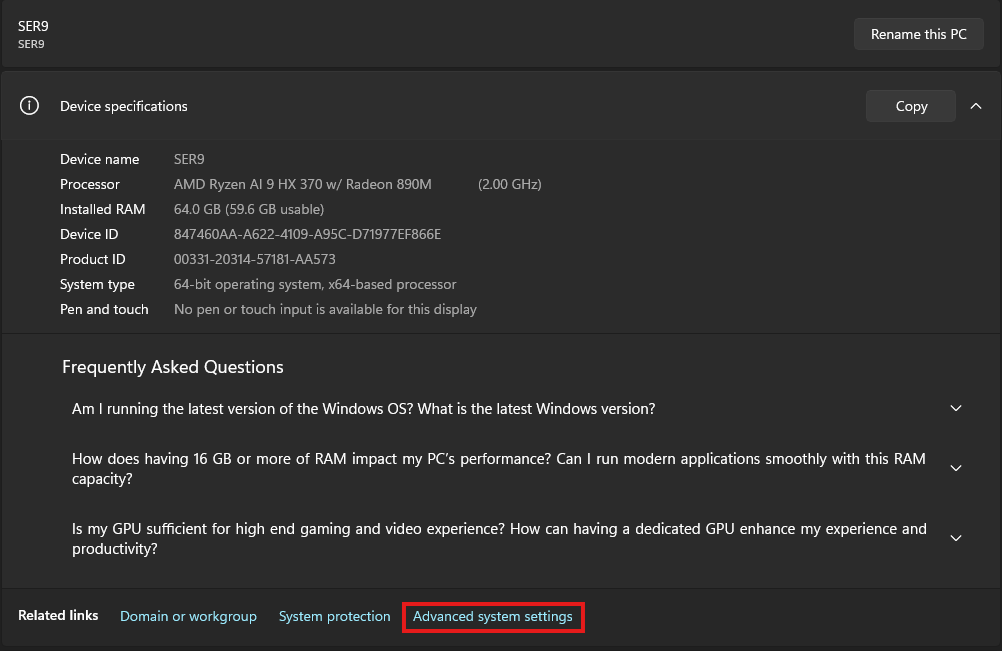 SER9
SER9
Rename this PC
Device specifications
Copy
Device name SER9
Processor AMD Ryzen AI 9 HX 370 w/ Radeon 890M (2.00 GHz)
Installed RAM 64.0 GB (59.6 GB usable)
Device ID 847460AA-A622-4109-A95C-D71977EF866E
Product ID 00331-20314-57181-AA573
System type 64-bit operating system, x64-based processor
Pen and touch No pen or touch input is available for this display
Frequently Asked Questions
Am I running the latest version of the Windows OS? What is the latest Windows version?
How does having 16 GB or more of RAM impact my PC’s performance? Can I run modern applications smoothly with this RAM
capacity?
Is my GPU sufficient for high end gaming and video experience? How can having a dedicated GPU enhance my experience and
productivity?
Related links Domain or workgroup System protection Advanced system settings